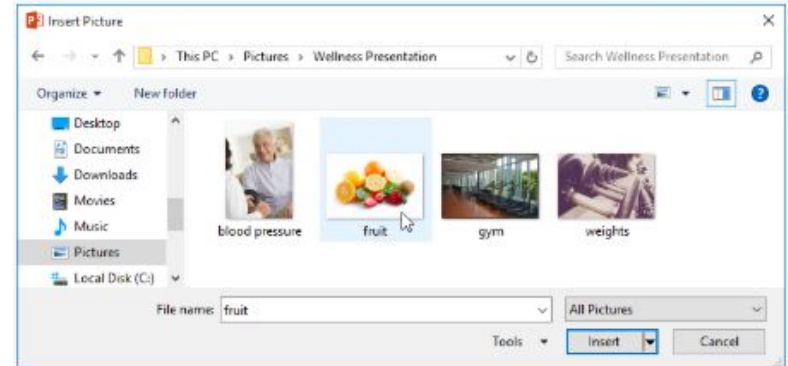 Insert Picture
This PC › Pictures › Wellness Presentation
Search Wellness Presentation
Organize
New folder
Desktop
Documents
Downloads
Movies
Music
Pictures
Local Disk (C:)
blood pressure
fruit
gym
weights
File name: fruit
All Pictures
Tools
Insert
Cancel